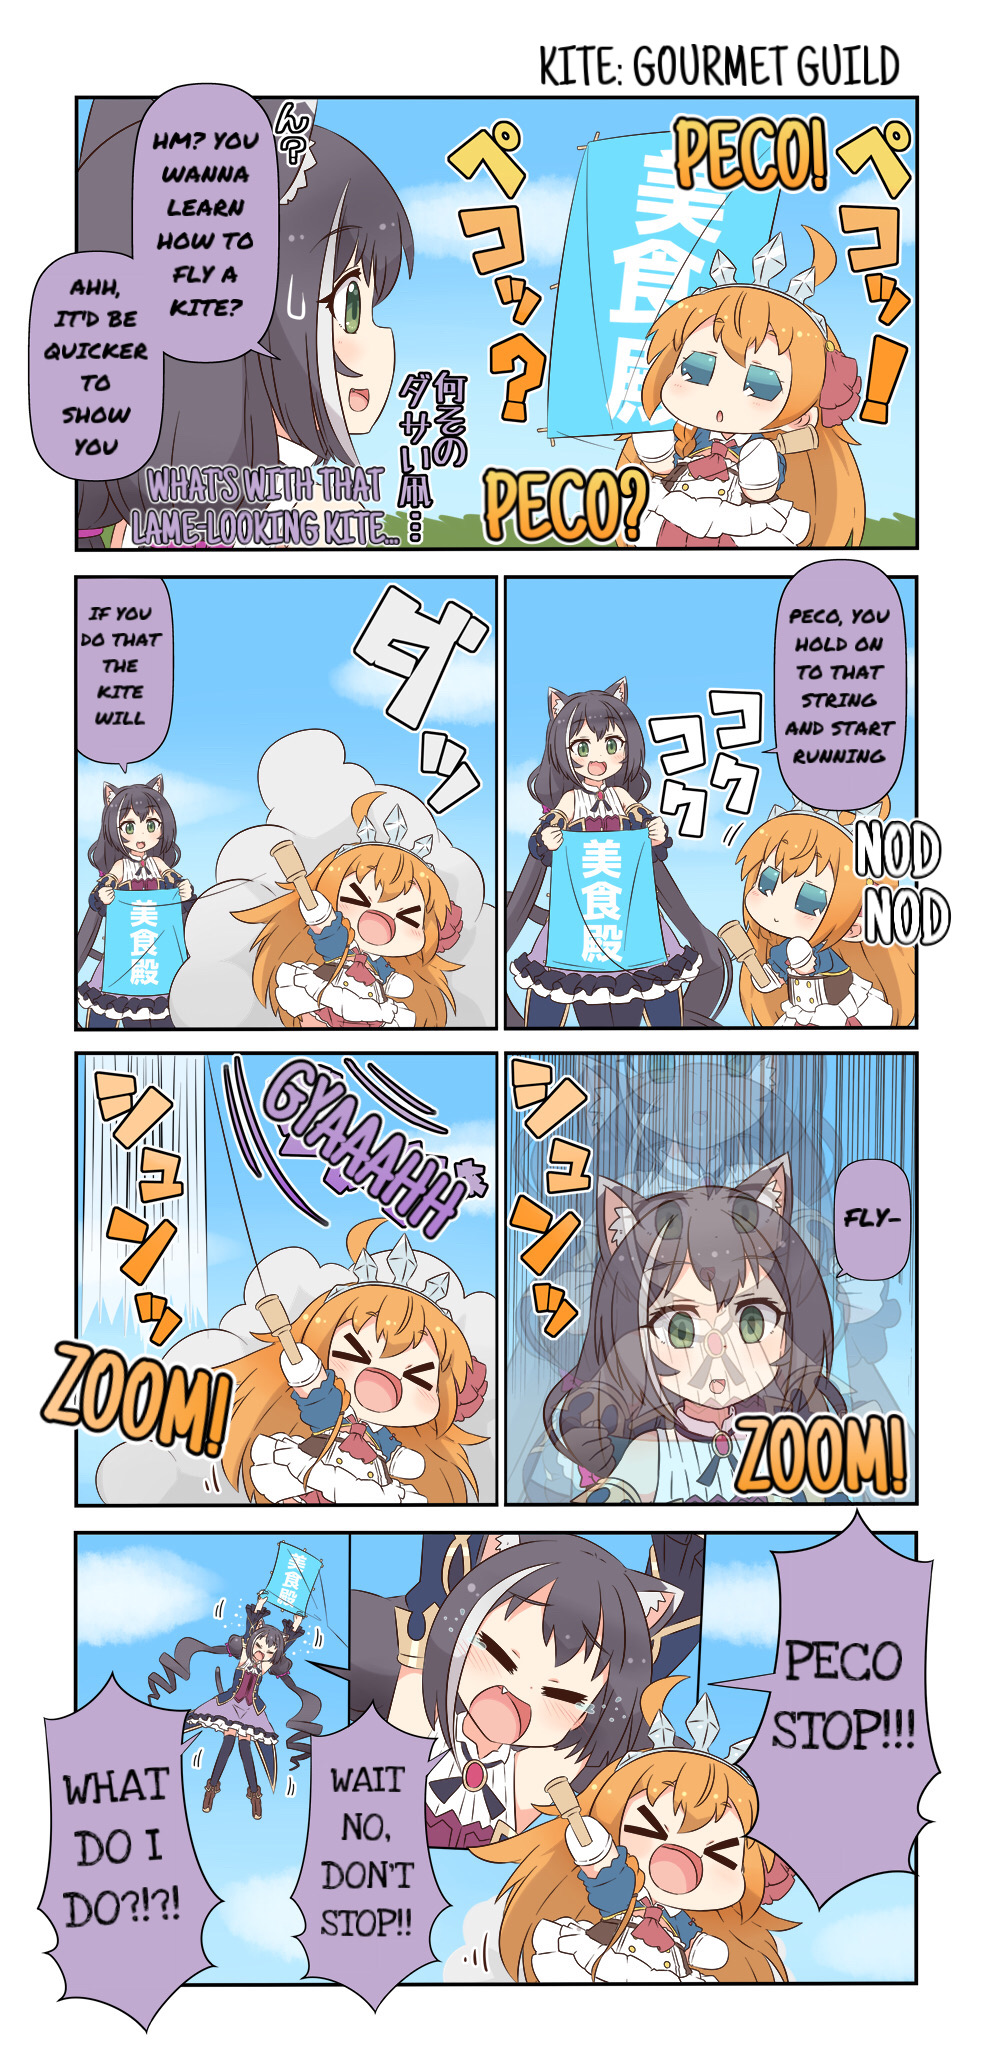 KITE: GOURMET GUILD
ペコッ!
PECO!
美食殿
ペコッ?
PECO?
ん?
HM? YOU
WANNA
LEARN
HOW TO
FLY A
KITE?
AHH,
IT'D BE
QUICKER
TO
SHOW
YOU
何その
ダサい凧…
WHAT'S WITH THAT
LAME-LOOKING KITE...
PECO, YOU
HOLD ON
TO THAT
STRING
AND START
RUNNING
コク
コク
NOD
NOD
美食殿
IF YOU
DO THAT
THE
KITE
WILL
ダッ
美食殿
FLY-
シュンッ
ZOOM!
GYAAAHH
シュンッ
ZOOM!
PECO
STOP!!!
WAIT
NO,
DON'T
STOP!!
美食殿
WHAT
DO I
DO?!?!